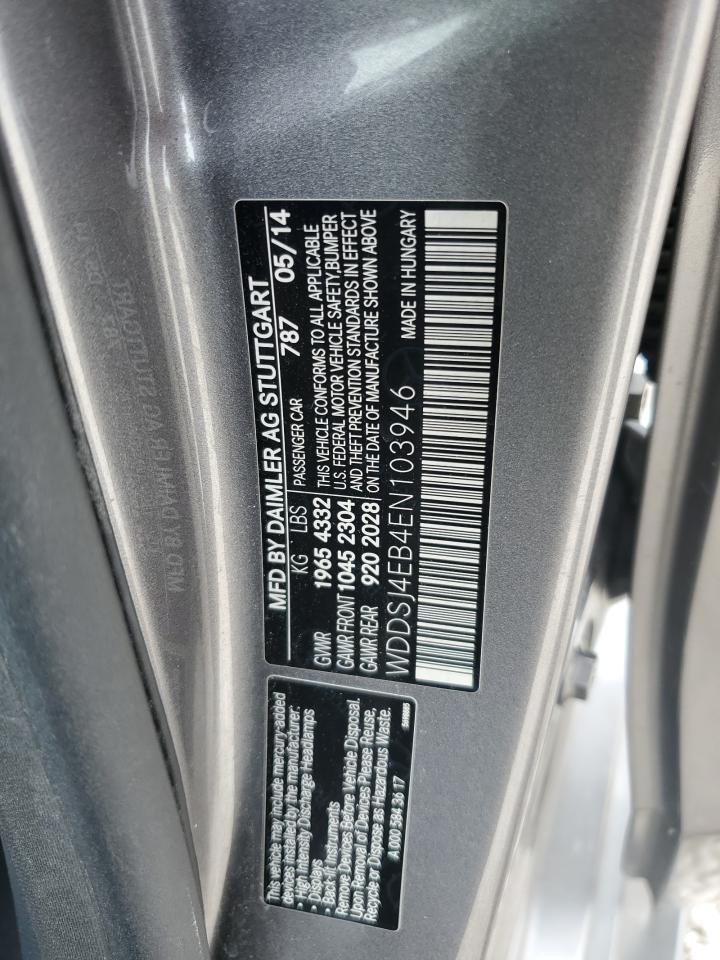 MFD BY DAIMLER AG STUTTGART
KG LBS PASSENGER CAR 787 05/14
GVWR 1965 4332 THIS VEHICLE CONFORMS TO ALL APPLICABLE
U.S. FEDERAL MOTOR VEHICLE SAFETY,BUMPER
GAWR FRONT 1045 2304 AND THEFT PREVENTION STANDARDS IN EFFECT
GAWR REAR 920 2028 ON THE DATE OF MANUFACTURE SHOWN ABOVE
WDDSJ4EB4EN103946 MADE IN HUNGARY
This vehicle may include mercury-added
devices installed by the manufacturer:
• High Intensity Discharge Headlamps
• Displays
• Back-lit Instruments
Remove Devices Before Vehicle Disposal.
Upon Removal of Devices Please Reuse,
Recycle or Dispose as Hazardous Waste.
A 000 584 36 17